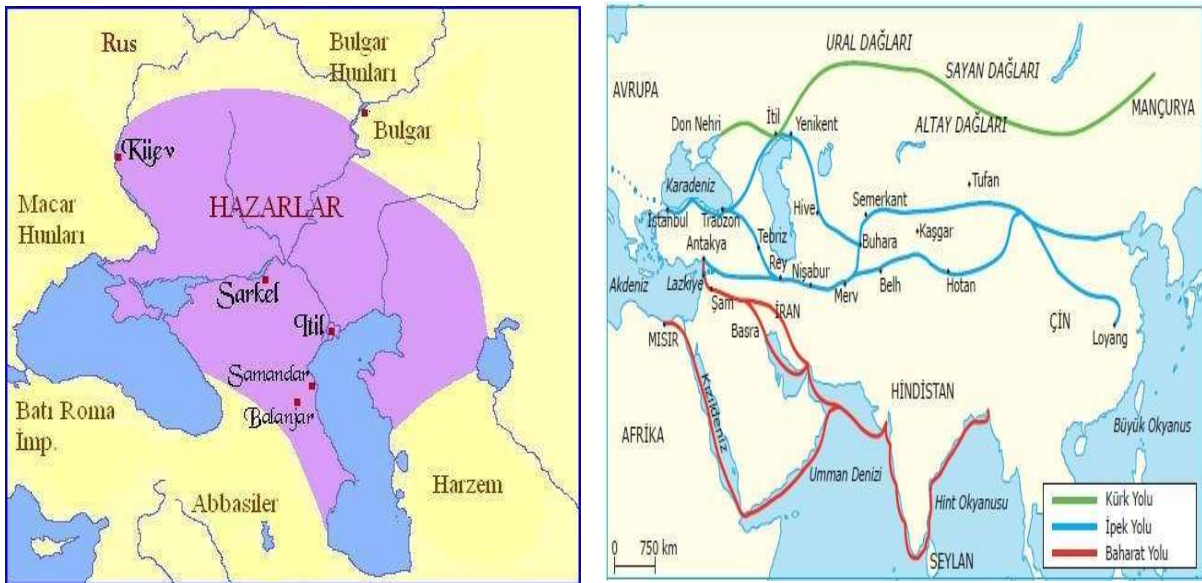 Rus
Bulgar
Hunları
Bulgar
Küev
HAZARLAR
Macar
Hunları
Sarkel
Itil
Samandar
Balanjar
Batı Roma
İmp.
Abbasiler
Harzem
URAL DAĞLARI
SAYAN DAĞLARI
AVRUPA
MANÇURYA
İtil
Yenikent
Don Nehri
ALTAY DAĞLARI
Tufan
Karadeniz
Semerkant
Hive
İstanbul
Trabzon
Kaşgar
Antakya
Tebriz
Buhara
Rey
Nişabur
Akdeniz
Lazkiye
Merv
Belh
Hotan
Şam
İRAN
ÇİN
MISIR
Basra
Loyang
Kızıldeniz
HİNDİSTAN
AFRİKA
Büyük Okyanus
Umman Denizi
Hint Okyanusu
Kürk Yolu
İpek Yolu
Baharat Yolu
0 750 km
SEYLAN